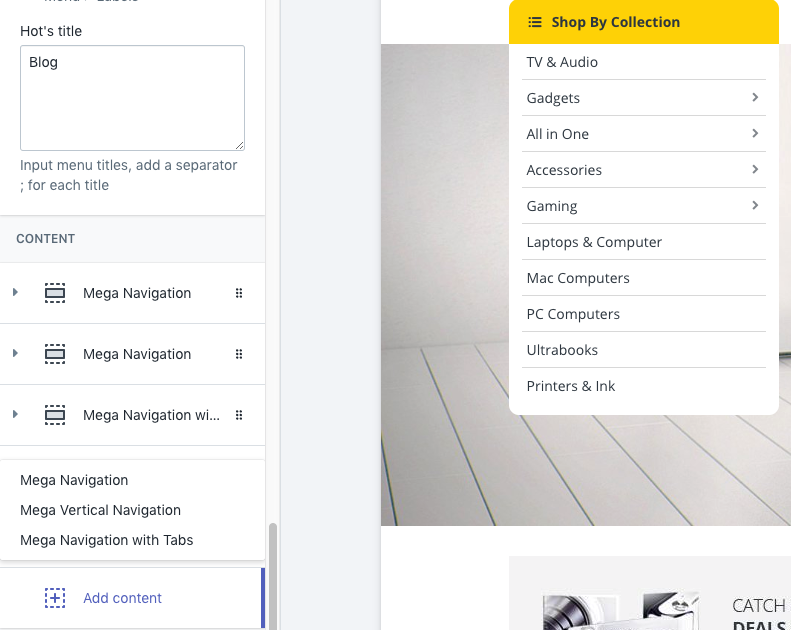 Menu > Labels
Hot's title
Blog
Input menu titles, add a separator
; for each title
CONTENT
Mega Navigation
Mega Navigation
Mega Navigation wi...
Mega Navigation
Mega Vertical Navigation
Mega Navigation with Tabs
Add content
Shop By Collection
TV & Audio
Gadgets
All in One
Accessories
Gaming
Laptops & Computer
Mac Computers
PC Computers
Ultrabooks
Printers & Ink
CATCH
DEALS